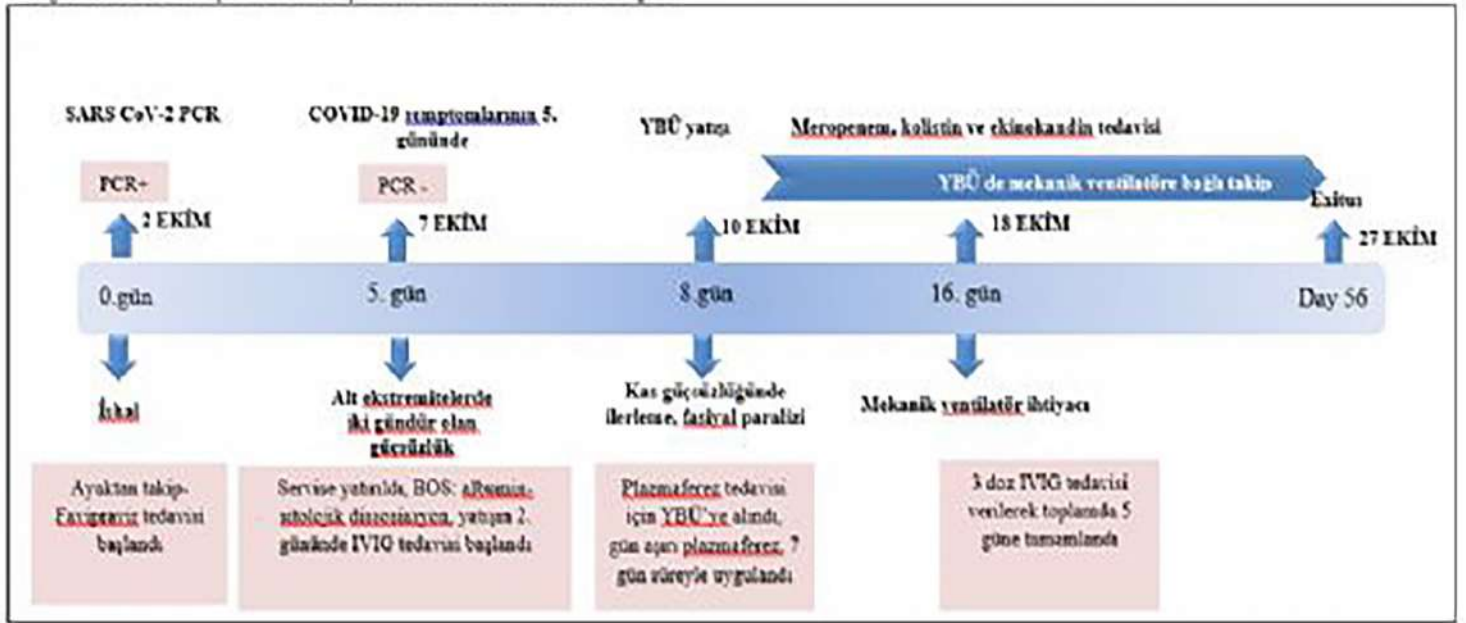 SARS CoV-2 PCR
COVID-19 semptomlarının 5.
gününde
YBÜ yatışı
Meropenem, kolistin ve ekinokandin tedavisi
PCR+
PCR -
YBÜ de mekanik ventilatöre bağlı takip
Exitus
2 EKİM
7 EKİM
10 EKİM
18 EKİM
27 EKİM
0.gün
5. gün
8.gün
16. gün
Day 56
İshal
Alt ekstremitelerde
iki gündür olan
güçsüzlük
Kas güçsüzlüğünde
ilerleme, fasiyal paralizi
Mekanik ventilatör ihtiyacı
Ayaktan takip-
Favipravir tedavisi
başlandı
Servise yatırıldı, BOS: albumin-
sitolojik dissosiasyon, yatışın 2.
gününde IVIG tedavisi başlandı
Plazmaferez tedavisi
için YBÜ'ye alındı,
gün aşırı plazmaferez, 7
gün süreyle uygulandı
3 doz IVIG tedavisi
verilerek toplamda 5
güne tamamlandı